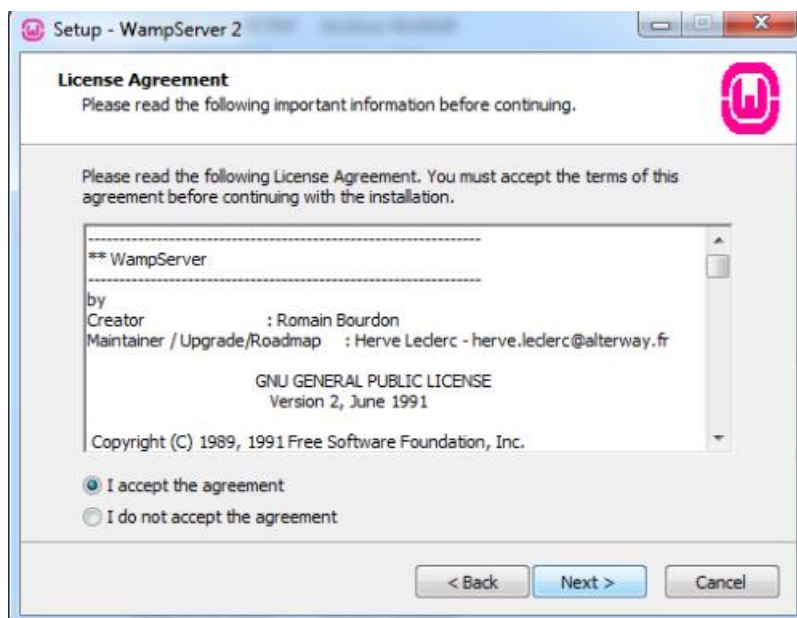 Setup - WampServer 2
License Agreement
Please read the following important information before continuing.
Please read the following License Agreement. You must accept the terms of this
agreement before continuing with the installation.
------------------------------------------------------------------
** WampServer
------------------------------------------------------------------
by
Creator : Romain Bourdon
Maintainer / Upgrade/Roadmap : Herve Leclerc - herve.leclerc@alterway.fr
GNU GENERAL PUBLIC LICENSE
Version 2, June 1991
Copyright (C) 1989, 1991 Free Software Foundation, Inc.
I accept the agreement
I do not accept the agreement
< Back Next > Cancel